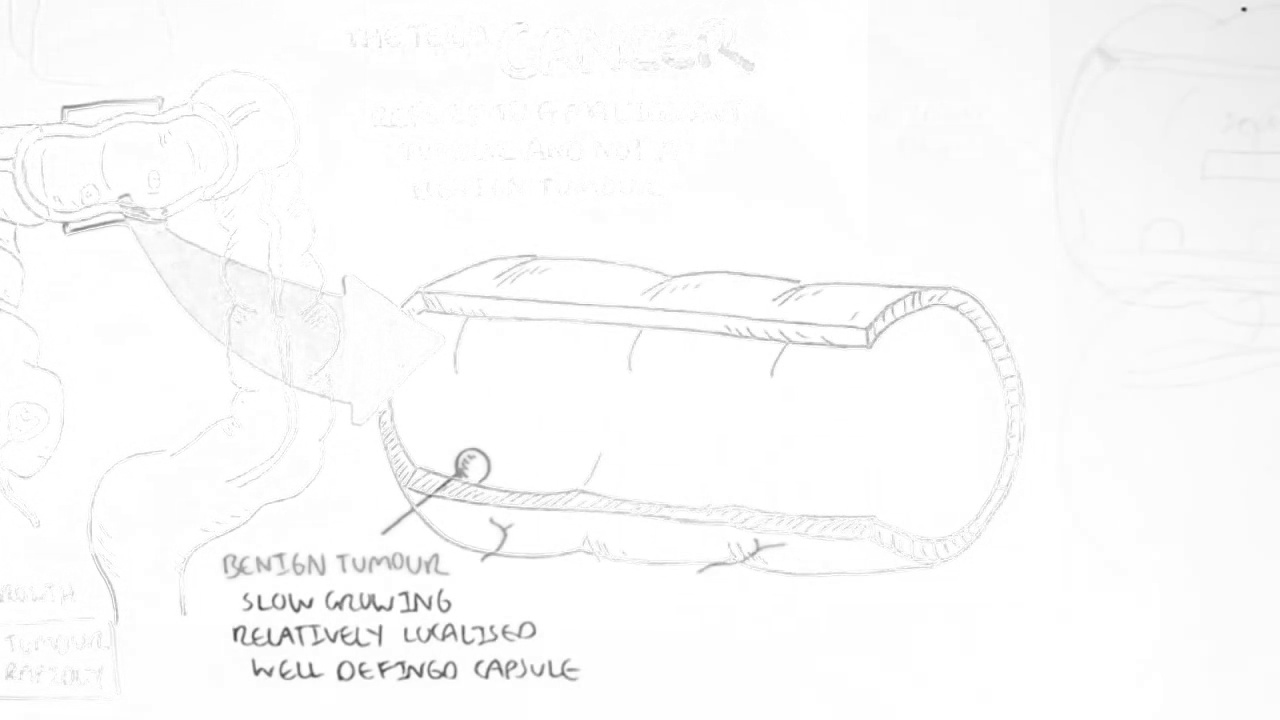 THE TERM CANCER
REFERS TO A MALIGNANT
TUMOUR AND NOT A
BENIGN TUMOUR
BENIGN TUMOUR
SLOW GROWING
RELATIVELY LOCALISED
WELL DEFINED CAPSULE
TUMOUR
RAPIDLY